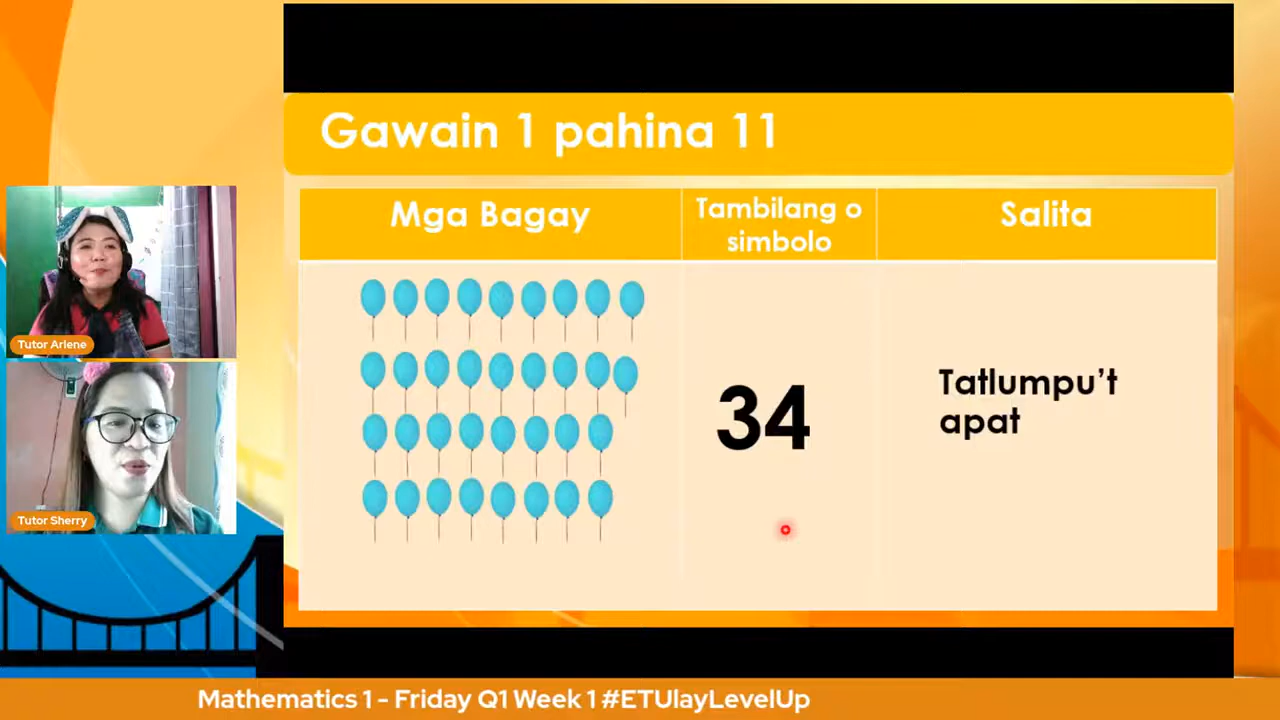 Gawain 1 pahina 11
Mga Bagay
Tambilang o
simbolo
Salita
34
Tatlumpu't
apat
Tutor Arlene
Tutor Sherry
Mathematics 1 - Friday Q1 Week 1 #ETUlayLevelUp